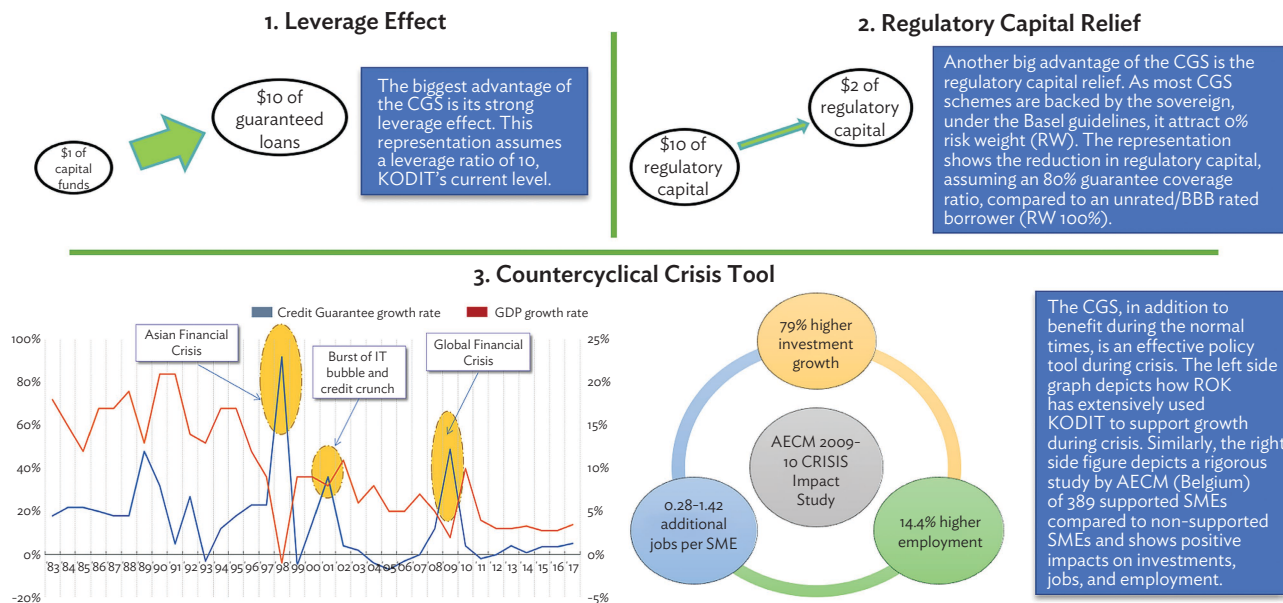 1. Leverage Effect
$1 of
capital
funds
$10 of
guaranteed
loans
The biggest advantage of
the CGS is its strong
leverage effect. This
representation assumes
a leverage ratio of 10,
KODIT's current level.
2. Regulatory Capital Relief
$10 of
regulatory
capital
$2 of
regulatory
capital
Another big advantage of the CGS is the
regulatory capital relief. As most CGS
schemes are backed by the sovereign,
under the Basel guidelines, it attract 0%
risk weight (RW). The representation
shows the reduction in regulatory capital,
assuming an 80% guarantee coverage
ratio, compared to an unrated/BBB rated
borrower (RW 100%).
3. Countercyclical Crisis Tool
Credit Guarantee growth rate
GDP growth rate
Asian Financial
Crisis
Burst of IT
bubble and
credit crunch
Global Financial
Crisis
100%
80%
60%
40%
20%
0%
-20%
25%
20%
15%
10%
5%
0%
-5%
'83 '84 '85 '86 '87 '88 '89 '90 '91 '92 '93 '94 '95 '96 '97 '98 '99 '00 '01 '02 '03 '04 '05 '06 '07 '08 '09 '10 '11 '12 '13 '14 '15 '16 '17
79% higher
investment
growth
AECM 2009-
10 CRISIS
Impact
Study
0.28-1.42
additional
jobs per SME
14.4% higher
employment
The CGS, in addition to
benefit during the normal
times, is an effective policy
tool during crisis. The left side
graph depicts how ROK
has extensively used
KODIT to support growth
during crisis. Similarly, the right
side figure depicts a rigorous
study by AECM (Belgium)
of 389 supported SMEs
compared to non-supported
SMEs and shows positive
impacts on investments,
jobs, and employment.